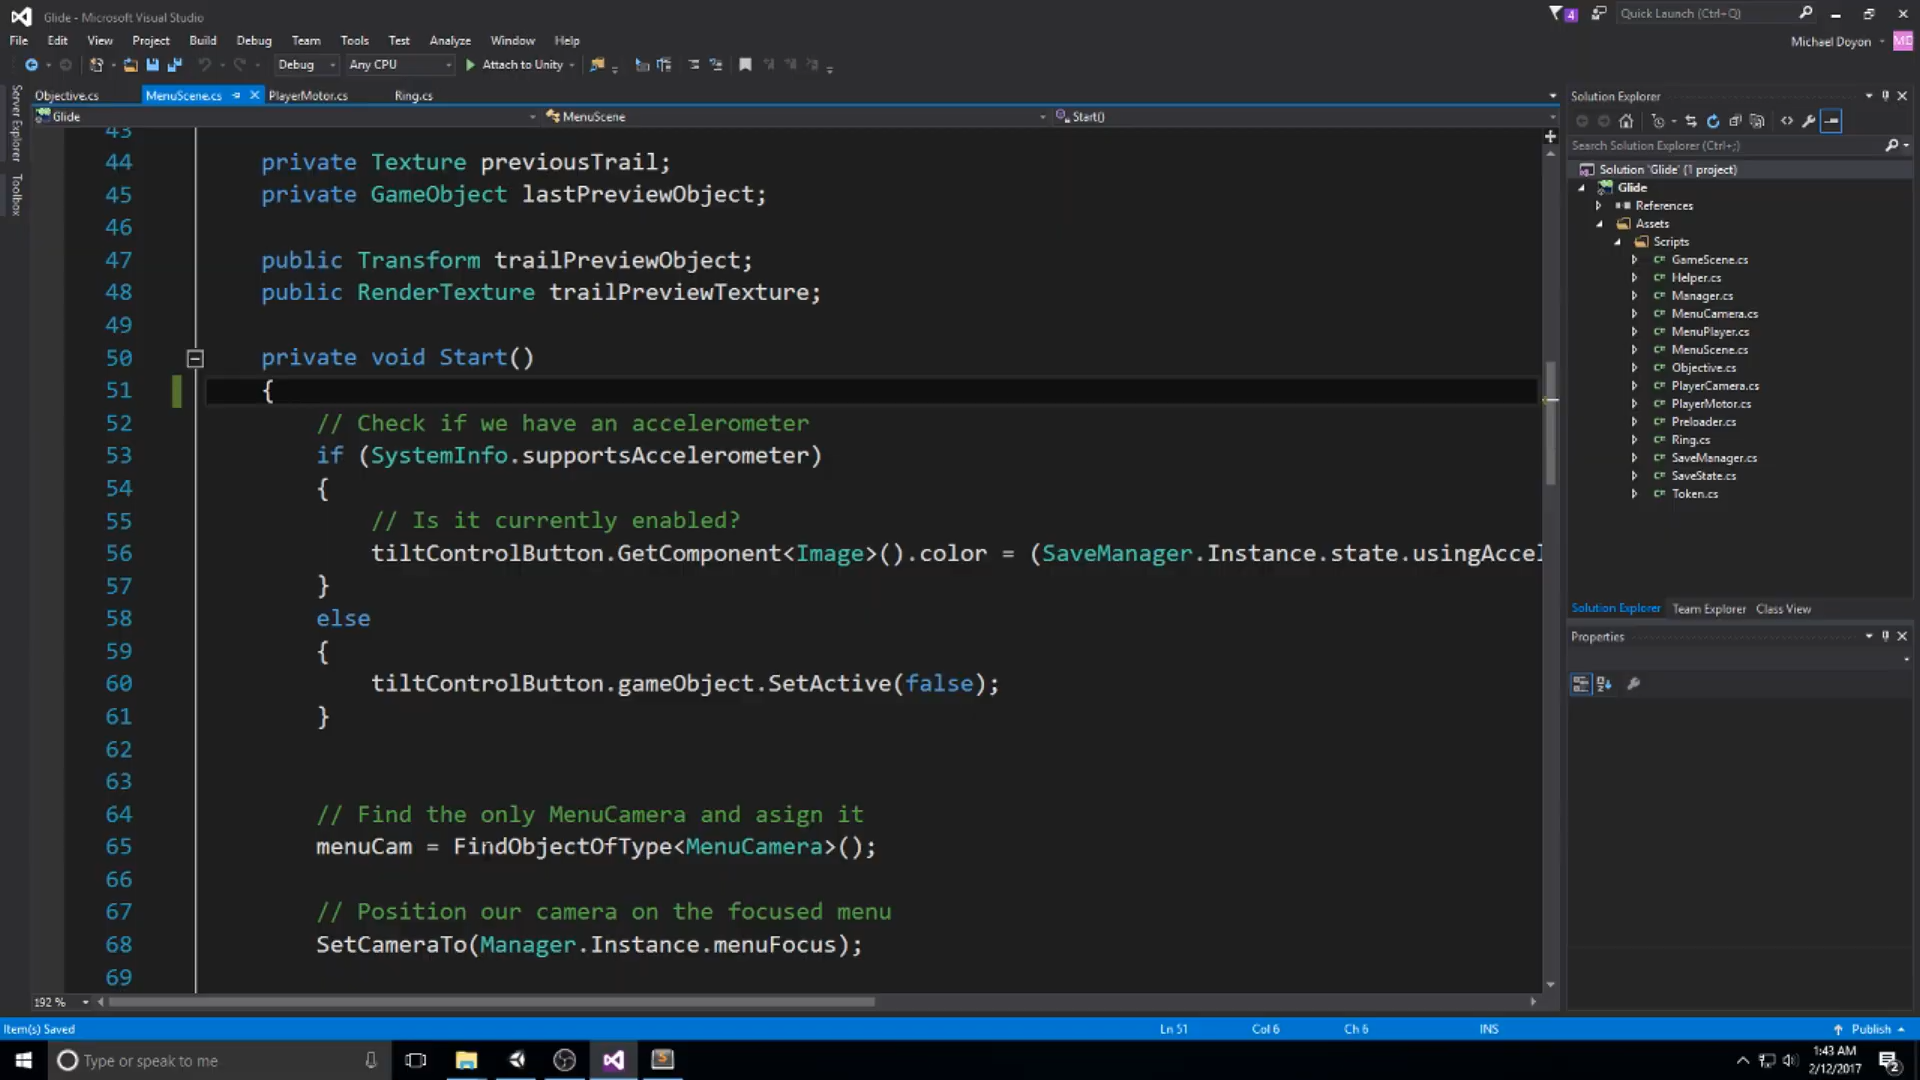 Glide - Microsoft Visual Studio
4
Quick Launch (Ctrl+Q)
File Edit View Project Build Debug Team Tools Test Analyze Window Help
Michael Doyon
MD
Debug
Any CPU
Attach to Unity
Objective.cs
MenuScene.cs
PlayerMotor.cs
Ring.cs
Glide
MenuScene
Start()
Server Explorer
Toolbox
43
44 private Texture previousTrail;
45 private GameObject lastPreviewObject;
46
47 public Transform trailPreviewObject;
48 public RenderTexture trailPreviewTexture;
49
50 private void Start()
51 {
52 // Check if we have an accelerometer
53 if (SystemInfo.supportsAccelerometer)
54 {
55 // Is it currently enabled?
56 tiltControlButton.GetComponent<Image>().color = (SaveManager.Instance.state.usingAccel
57 }
58 else
59 {
60 tiltControlButton.gameObject.SetActive(false);
61 }
62
63
64 // Find the only MenuCamera and asign it
65 menuCam = FindObjectOfType<MenuCamera>();
66
67 // Position our camera on the focused menu
68 SetCameraTo(Manager.Instance.menuFocus);
69
192 %
Solution Explorer
Search Solution Explorer (Ctrl+;)
Solution 'Glide' (1 project)
Glide
References
Assets
Scripts
C# GameScene.cs
C# Helper.cs
C# Manager.cs
C# MenuCamera.cs
C# MenuPlayer.cs
C# MenuScene.cs
C# Objective.cs
C# PlayerCamera.cs
C# PlayerMotor.cs
C# Preloader.cs
C# Ring.cs
C# SaveManager.cs
C# SaveState.cs
C# Token.cs
Solution Explorer Team Explorer Class View
Properties
Item(s) Saved
Ln 51
Col 6
Ch 6
INS
Publish
Type or speak to me
1:43 AM
2/12/2017
2